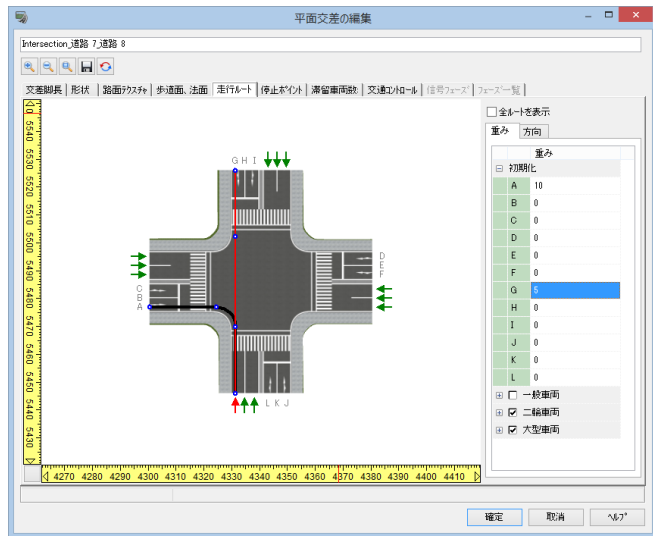 平面交差の編集
Intersection_道路 7_道路 8
交差脚長 形状 路面テクスチャ 歩道面、法面 走行ルート 停止ポイント 滞留車両数 交通コントロール 信号フェーズ フェーズ一覧
全ルートを表示
重み 方向
重み
初期化
A 10
B 0
C 0
D 0
E 0
F 0
G 5
H 0
I 0
J 0
K 0
L 0
一般車両
二輪車両
大型車両
G H I
D
E
F
C
B
A
L K J
5540
5530
5520
5510
5500
5490
5480
5470
5460
5450
5440
5430
4270 4280 4290 4300 4310 4320 4330 4340 4350 4360 4370 4380 4390 4400 4410
確定 取消 ヘルプ